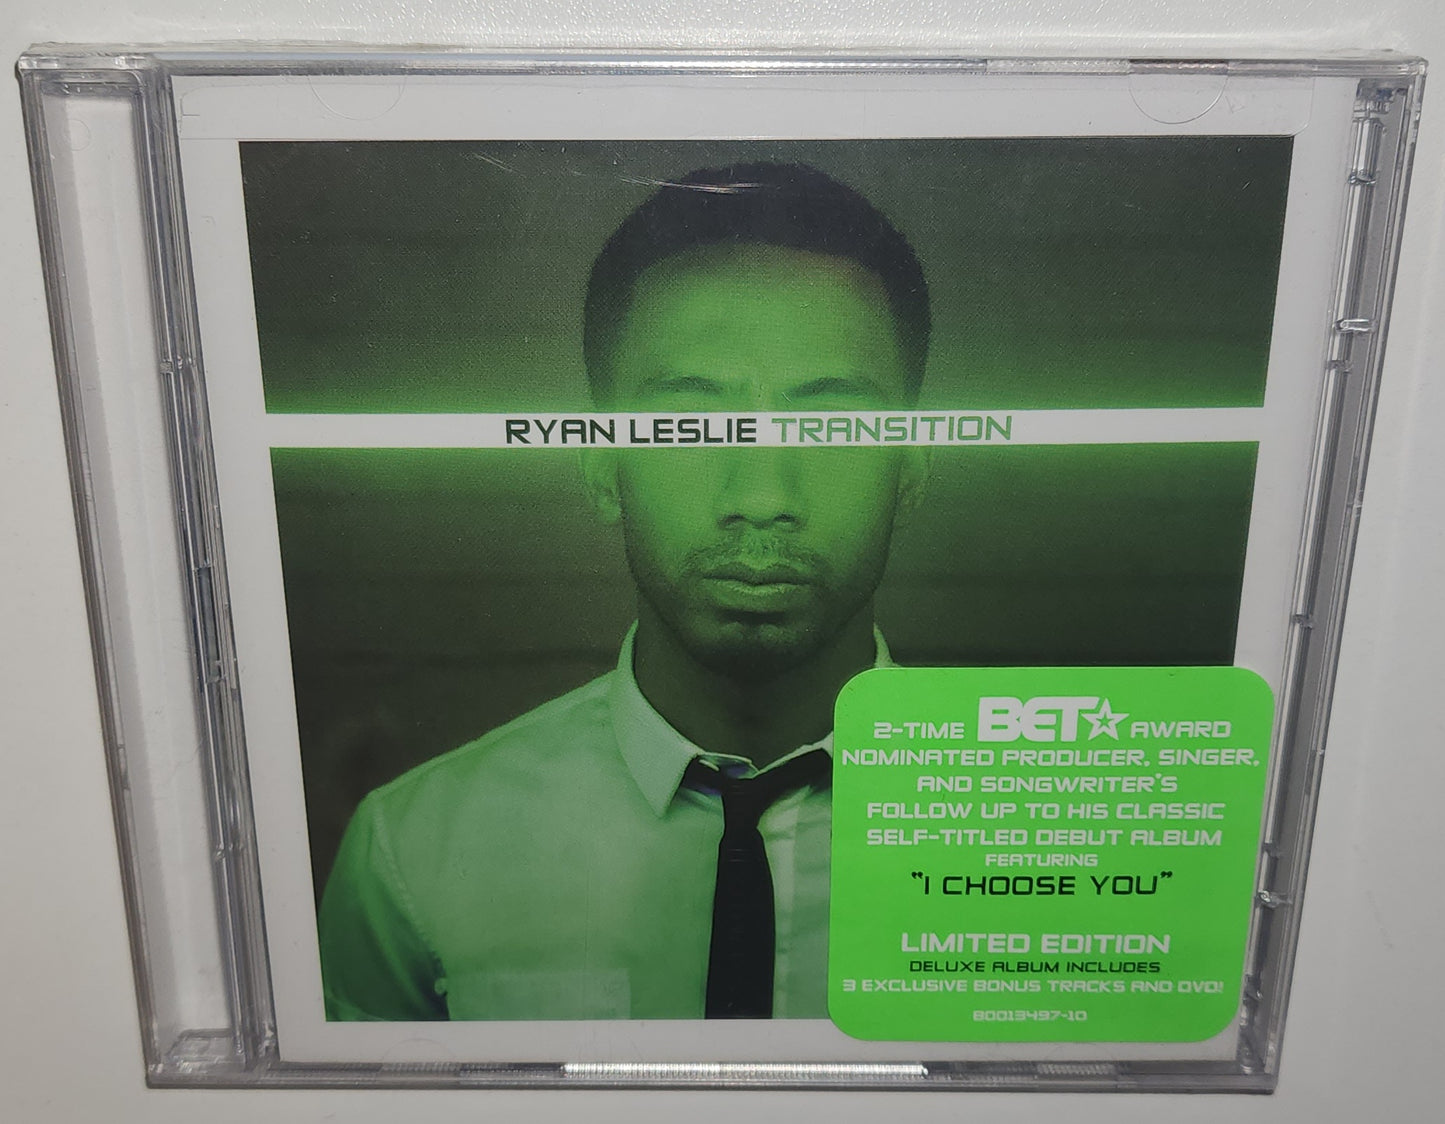 RYAN LESLIE TRANSITION
2-TIME BET AWARD
NOMINATED PRODUCER, SINGER,
AND SONGWRITER'S
FOLLOW UP TO HIS CLASSIC
SELF-TITLED DEBUT ALBUM
FEATURING
"I CHOOSE YOU"
LIMITED EDITION
DELUXE ALBUM INCLUDES
3 EXCLUSIVE BONUS TRACKS AND DVD!
B0013497-10